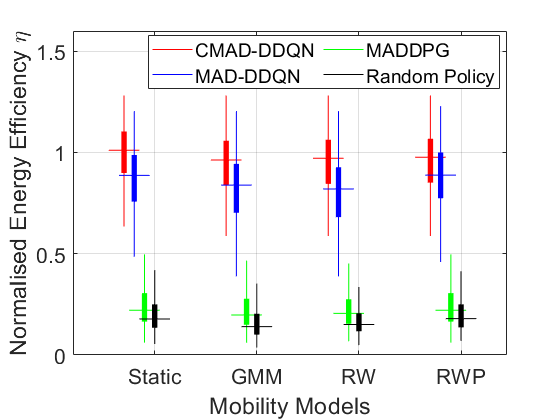 CMAD-DDQN MADDPG
MAD-DDQN Random Policy
1.5
1
0.5
0
Normalised Energy Efficiency η
Static GMM RW RWP
Mobility Models